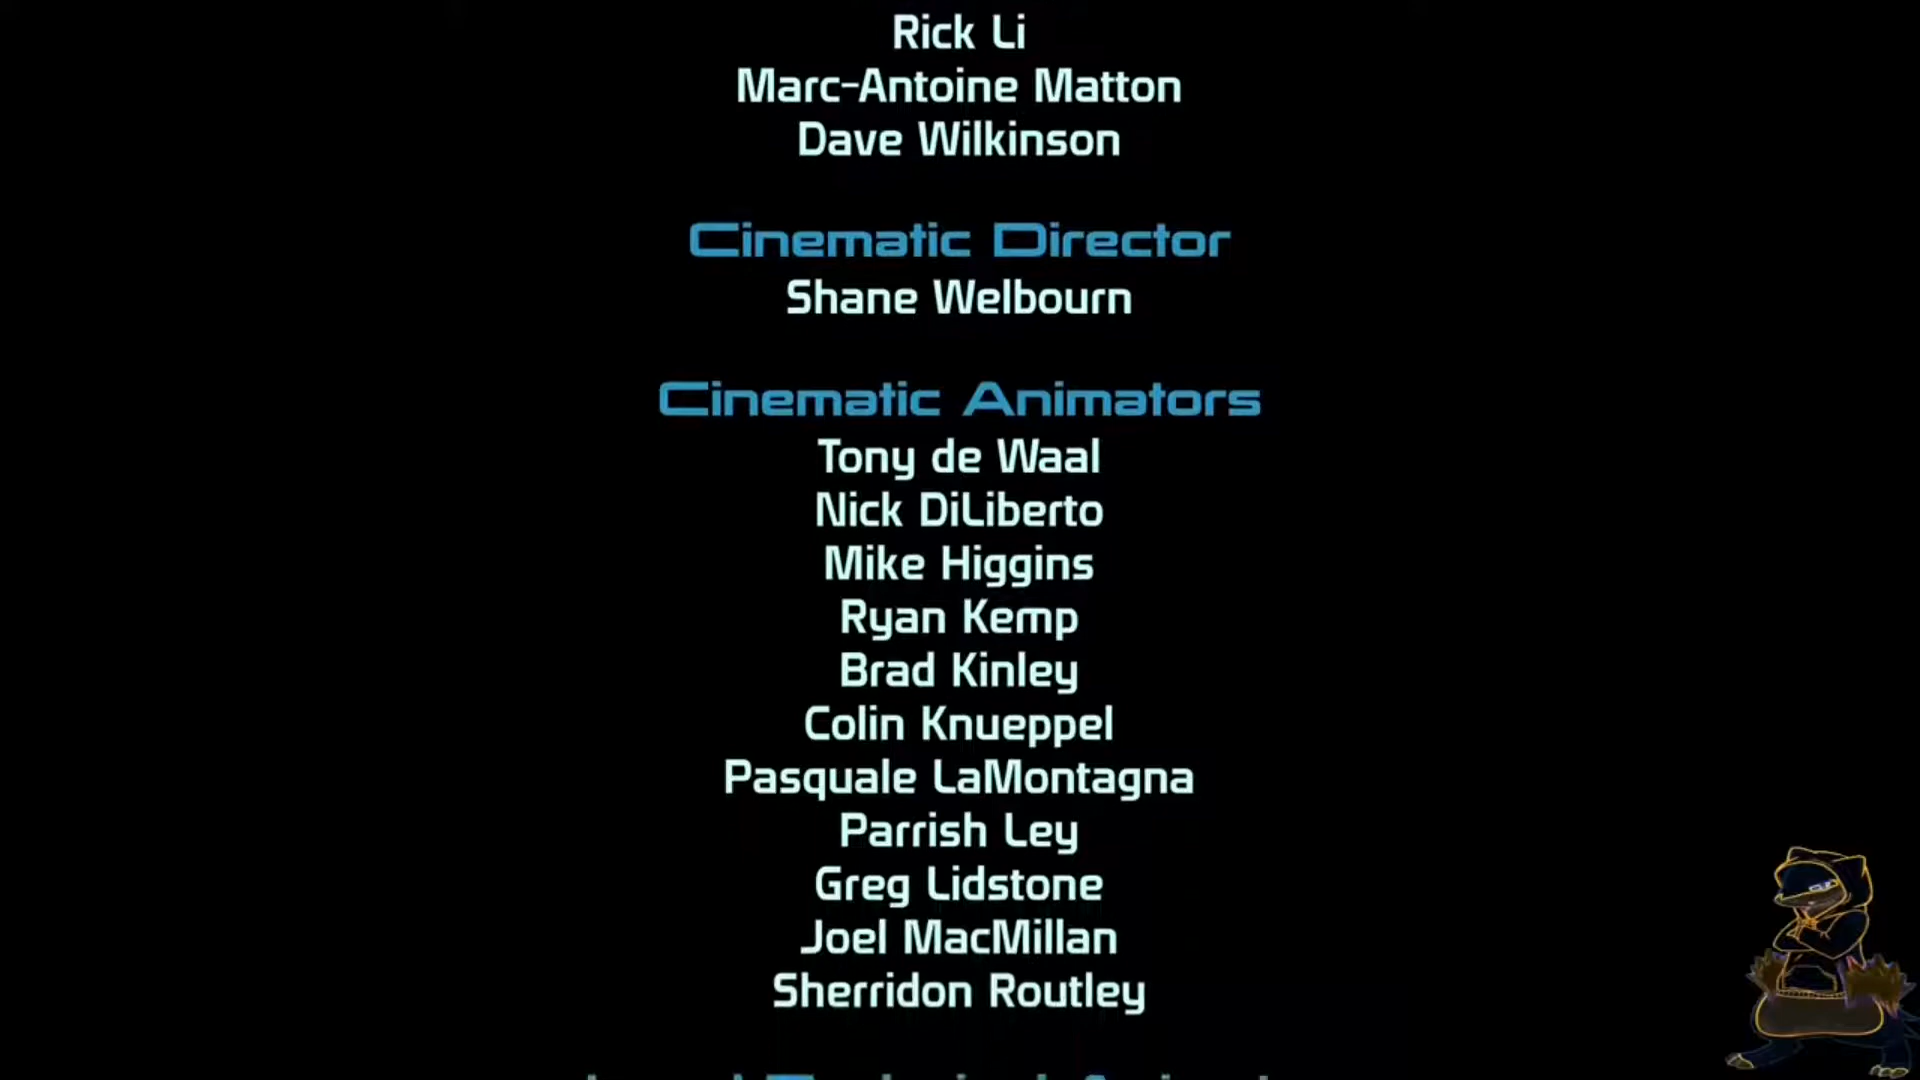 Rick Li
Marc-Antoine Matton
Dave Wilkinson
Cinematic Director
Shane Welbourn
Cinematic Animators
Tony de Waal
Nick DiLiberto
Mike Higgins
Ryan Kemp
Brad Kinley
Colin Knueppel
Pasquale LaMontagna
Parrish Ley
Greg Lidstone
Joel MacMillan
Sherridon Routley